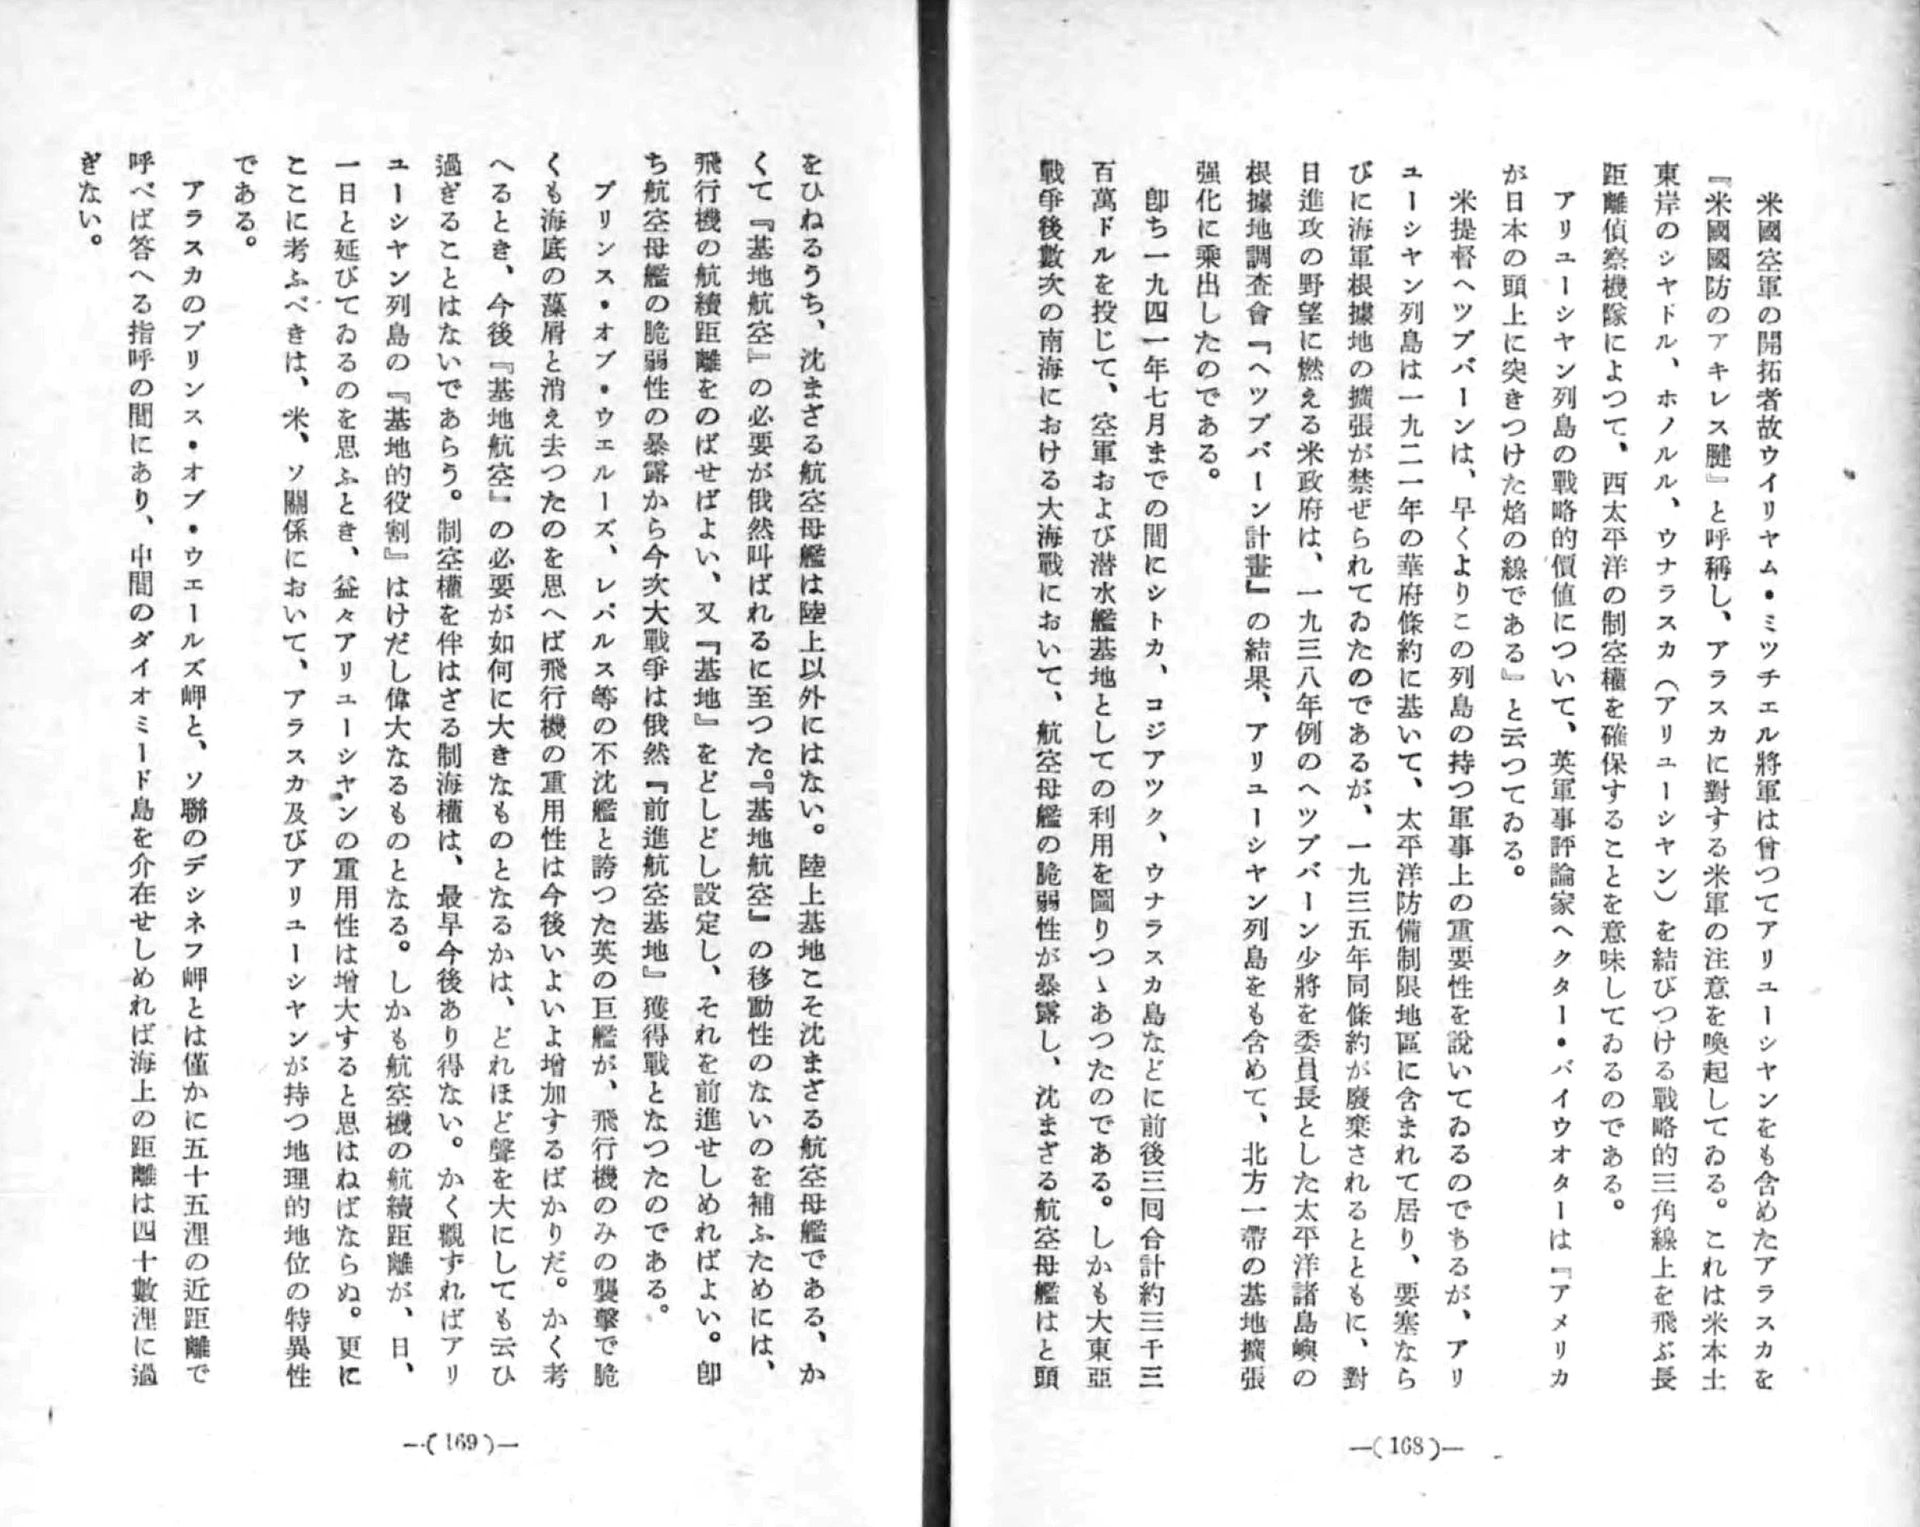 米國空軍の開拓者故ウイリヤム・ミツチエル將軍は曾つてアリユーシヤンをも含めたアラスカを
『米國國防のアキレス腱』と呼稱し、アラスカに對する米軍の注意を喚起してゐる。これは米本土
東岸のシヤドル、ホノルル、ウナラスカ（アリユーシヤン）を結びつける戰略的三角線上を飛ぶ長
距離偵察機隊によつて、西太平洋の制空權を確保することを意味してゐるのである。
アリユーシヤン列島の戰略的價値について、英軍事評論家ヘクター・バイウオターは『アメリカ
が日本の頭上に突きつけた焰の線である』と云つてゐる。
米提督ヘツプバーンは、早くよりこの列島の持つ軍事上の重要性を說いてゐるのであるが、アリ
ユーシヤン列島は一九二一年の華府條約に基いて、太平洋防備制限地區に含まれて居り、要塞なら
びに海軍根據地の擴張が禁ぜられてゐたのであるが、一九三五年同條約が廢棄されるとともに、對
日進攻の野望に燃える米政府は、一九三八年例のヘツプバーン少將を委員長とした太平洋諸島嶼の
根據地調査會『ヘツプバーン計畫』の結果、アリユーシヤン列島をも含めて、北方一帶の基地擴張
强化に乘出したのである。
卽ち一九四一年七月までの間にシトカ、コジアツク、ウナラスカ島などに前後三囘合計約三千三
百萬ドルを投じて、空軍および潜水艦基地としての利用を圖りつゝあつたのである。しかも大東亞
戰爭後數次の南海における大海戰において、航空母艦の脆弱性が暴露し、沈まざる航空母艦はと頭
―(168)―
をひねるうち、沈まざる航空母艦は陸上以外にはない。陸上基地こそ沈まざる航空母艦である、か
くて『基地航空』の必要が俄然叫ばれるに至つた。『基地航空』の移動性のないのを補ふためには、
飛行機の航續距離をのばせばよい、又『基地』をどしどし設定し、それを前進せしめればよい。卽
ち航空母艦の脆弱性の暴露から今次大戰爭は俄然『前進航空基地』獲得戰となつたのである。
プリンス・オブ・ウエルーズ、レパルス等の不沈艦と誇つた英の巨艦が、飛行機のみの襲擊で脆
くも海底の藻屑と消え去つたのを思へば飛行機の重用性は今後いよいよ增加するばかりだ。かく考
へるとき、今後『基地航空』の必要が如何に大きなものとなるかは、どれほど聲を大にしても云ひ
過ぎることはないであらう。制空權を伴はざる制海權は、最早今後あり得ない。かく觀ずればアリ
ユーシヤン列島の『基地的役割』はけだし偉大なるものとなる。しかも航空機の航續距離が、日、
一日と延びてゐるのを思ふとき、益々アリユーシヤンの重用性は增大すると思はねばならぬ。更に
ここに考ふべきは、米、ソ關係において、アラスカ及びアリユーシヤンが持つ地理的地位の特異性
である。
アラスカのプリンス・オブ・ウエールズ岬と、ソ聯のデシネフ岬とは僅かに五十五浬の近距離で
呼べば答へる指呼の間にあり、中間のダイオミード島を介在せしめれば海上の距離は四十數浬に過
ぎない。
―(169)―